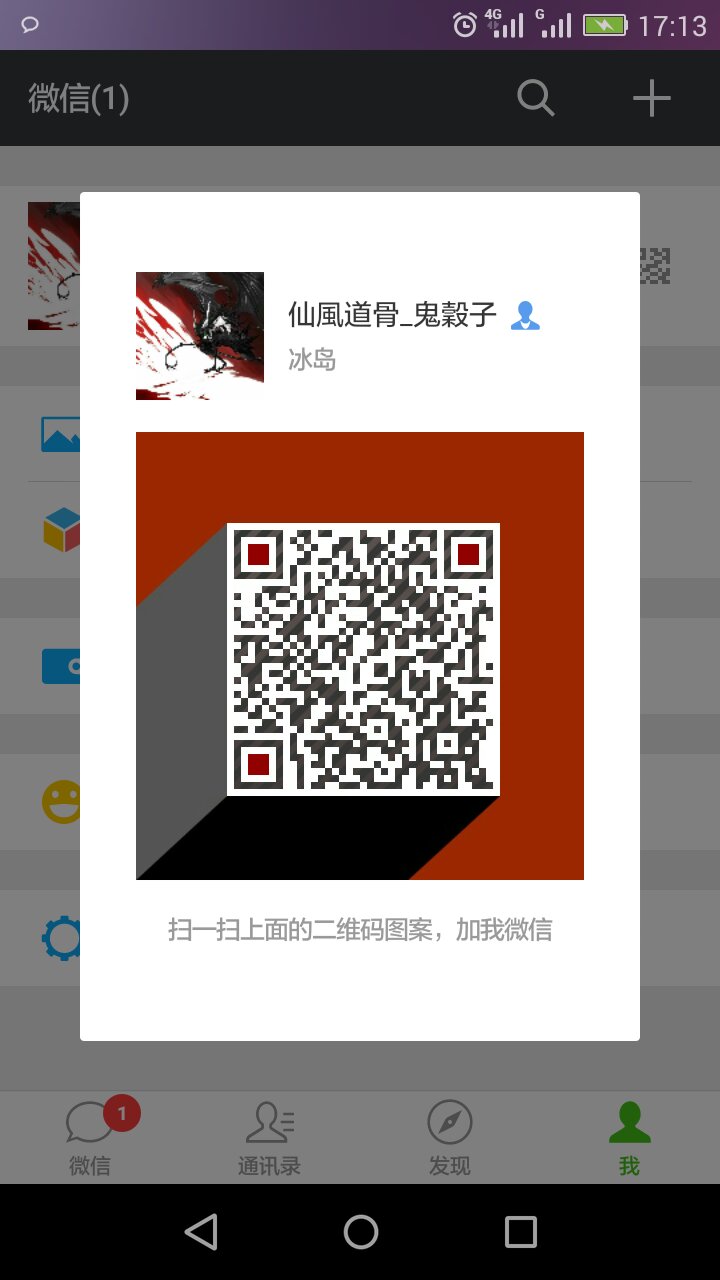 4G G 17:13
微信(1)
仙風道骨_鬼穀子
冰岛
扫一扫上面的二维码图案，加我微信
1
微信 通讯录 发现 我